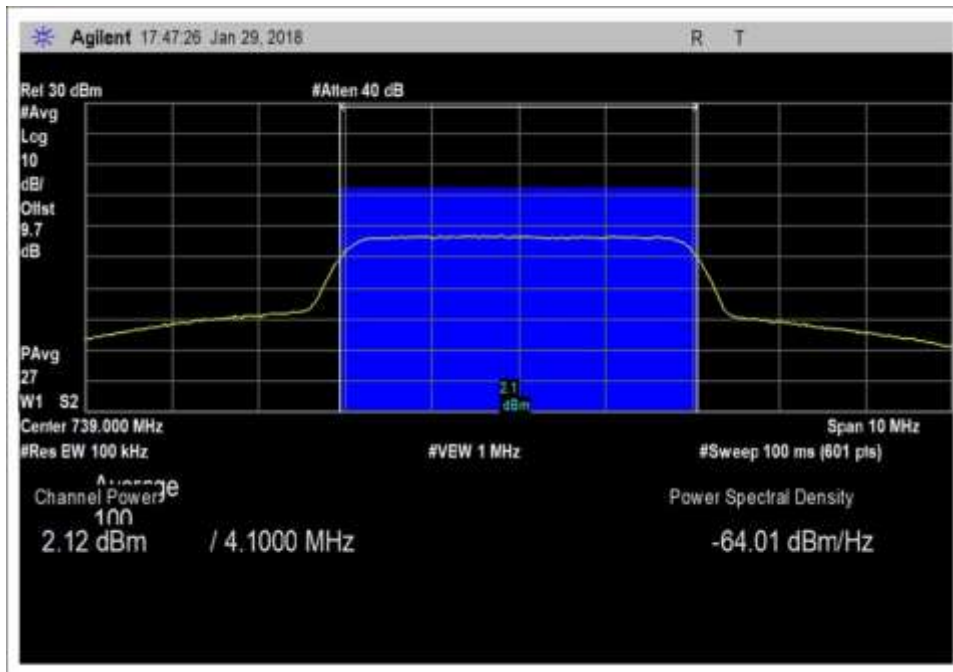 Agilent 17:47:26 Jan 29, 2018 R T
Ref 30 dBm #Atten 40 dB
#Avg
Log
10
dB/
Offst
9.7
dB
PAvg
27
W1 S2
2.1
dBm
Center 739.000 MHz Span 10 MHz
#Res BW 100 kHz #VBW 1 MHz #Sweep 100 ms (601 pts)
Average
Channel Power Power Spectral Density
100
2.12 dBm / 4.1000 MHz -64.01 dBm/Hz